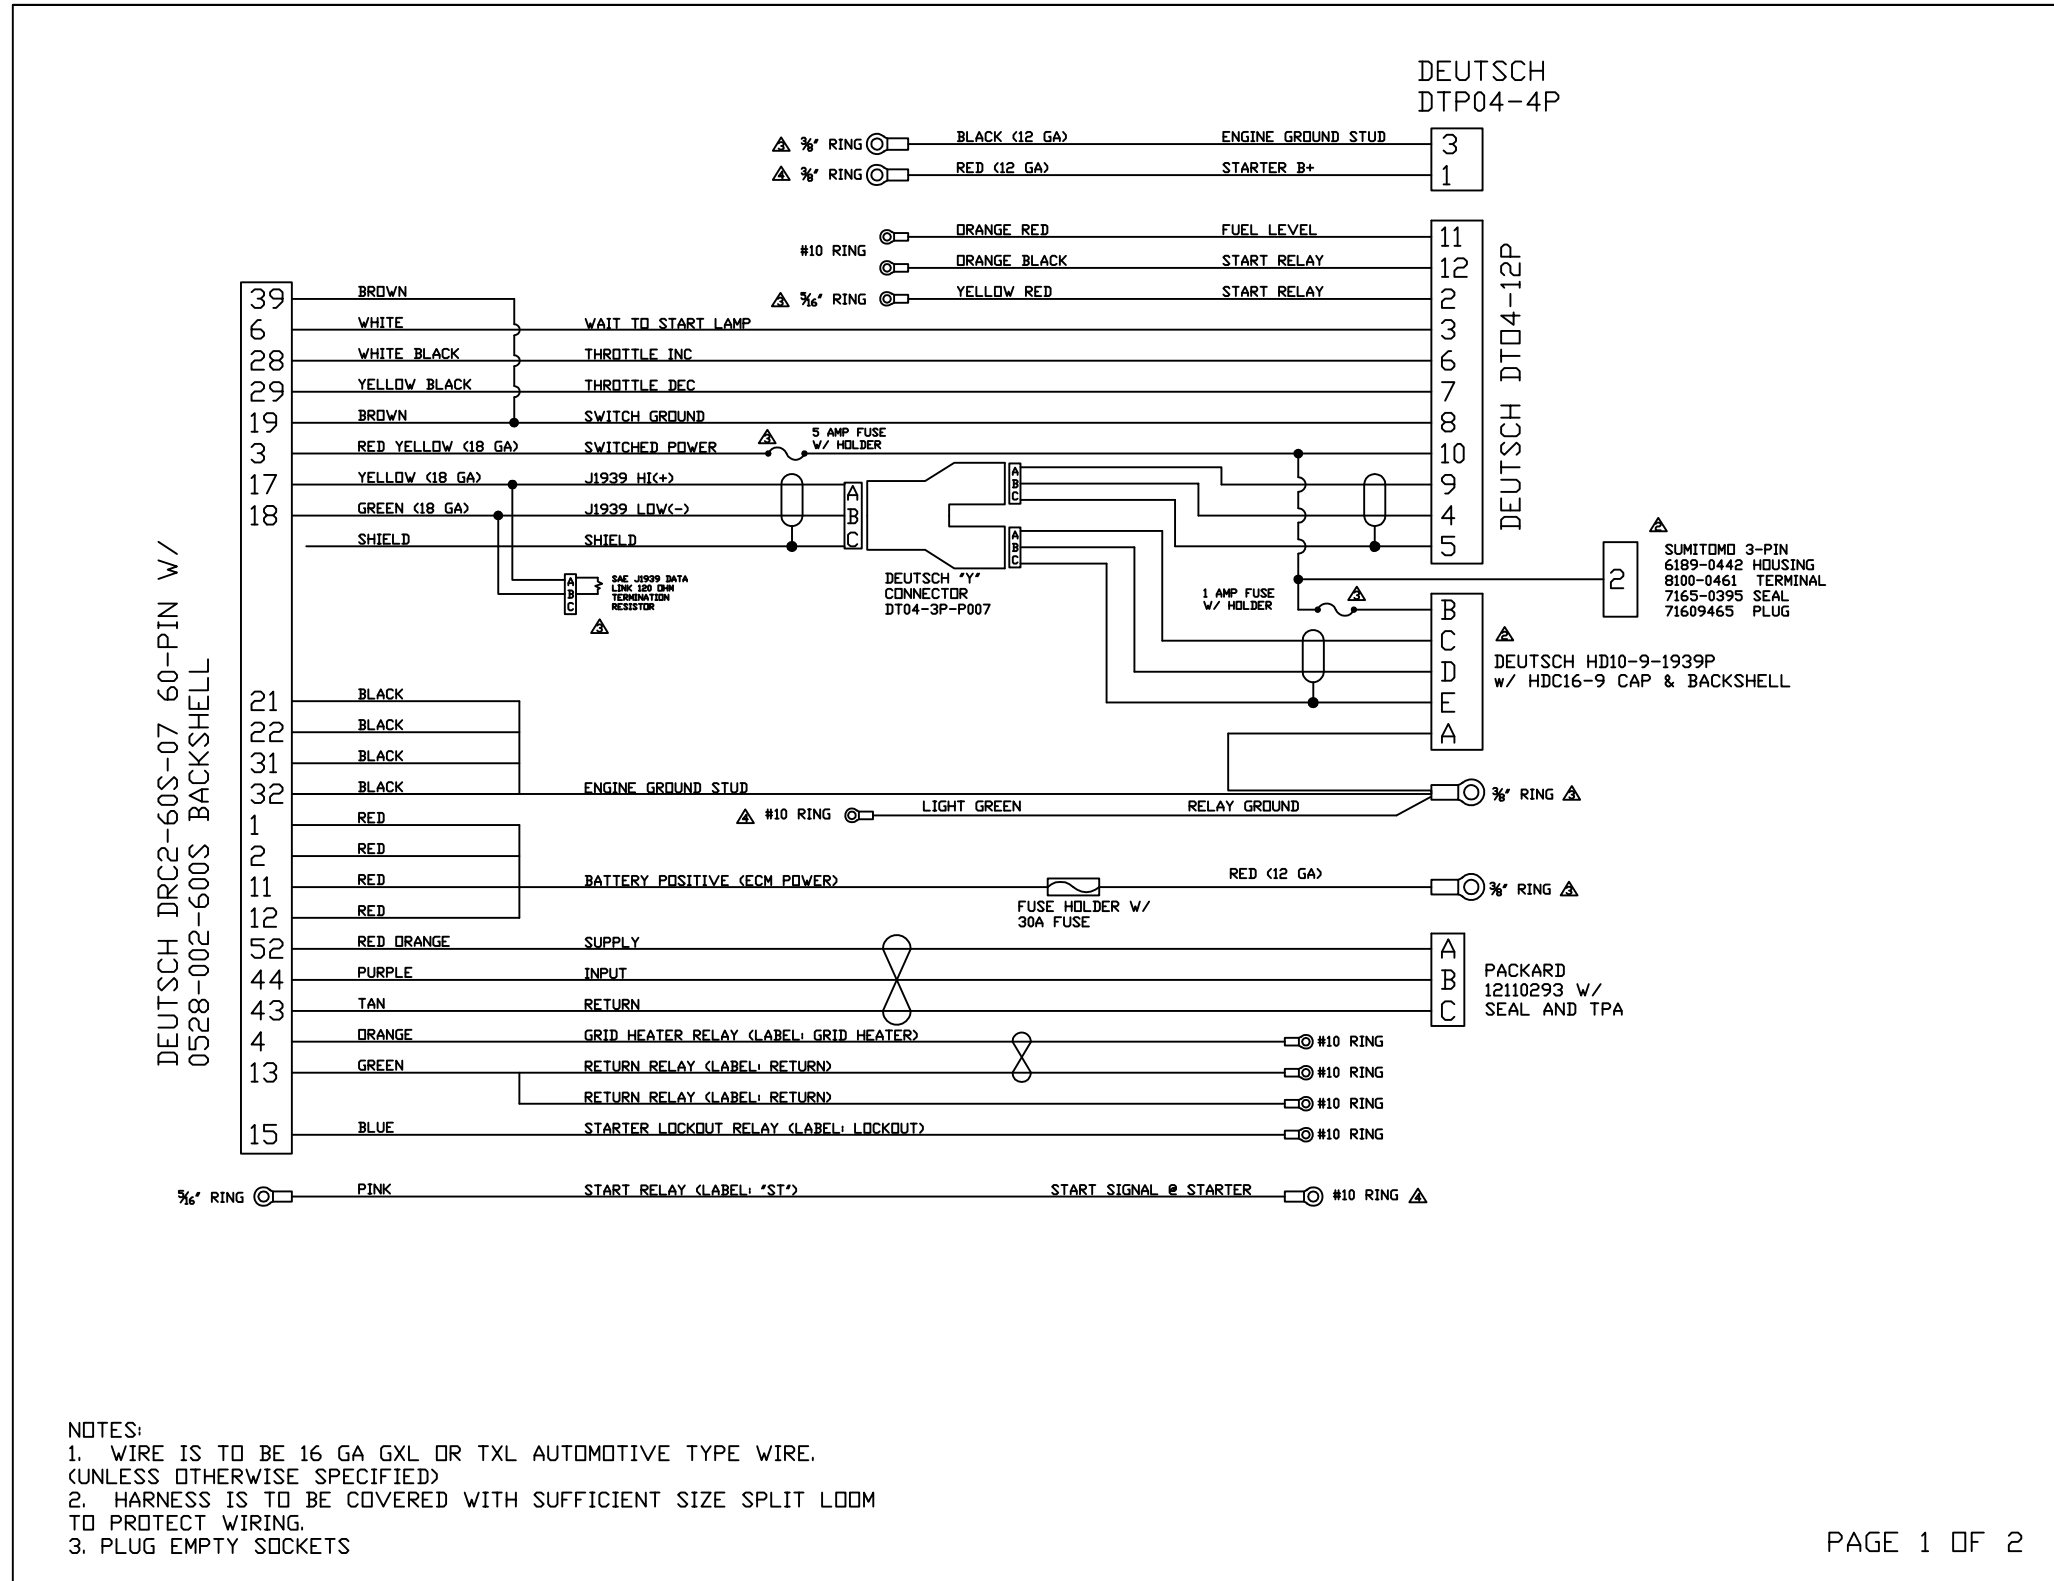 DEUTSCH
DTP04-4P
3 ⅜" RING BLACK (12 GA) ENGINE GROUND STUD 3
4 ⅜" RING RED (12 GA) STARTER B+ 1
ORANGE RED FUEL LEVEL 11
#10 RING
ORANGE BLACK START RELAY 12
3 5/16" RING YELLOW RED START RELAY 2
DEUTSCH DT04-12P
39 BROWN
6 WHITE WAIT TO START LAMP 3
28 WHITE BLACK THROTTLE INC 6
29 YELLOW BLACK THROTTLE DEC 7
19 BROWN SWITCH GROUND 8
3 5 AMP FUSE
W/ HOLDER
3 RED YELLOW (18 GA) SWITCHED POWER 10
17 YELLOW (18 GA) J1939 HI(+) A 9
18 GREEN (18 GA) J1939 LOW(-) B 4
SHIELD SHIELD C 5
A
B
C
A
B
C
DEUTSCH "Y"
CONNECTOR
DT04-3P-P007
A
B
C
SAE J1939 DATA
LINK 120 OHM
TERMINATION
RESISTOR
3
2
2
SUMITOMO 3-PIN
6189-0442 HOUSING
8100-0461 TERMINAL
7165-0395 SEAL
71609465 PLUG
1 AMP FUSE
W/ HOLDER
3
B
C
D
E
A
2
DEUTSCH HD10-9-1939P
w/ HDC16-9 CAP & BACKSHELL
DEUTSCH DRC2-60S-07 60-PIN W/
0528-002-600S BACKSHELL
21 BLACK
22 BLACK
31 BLACK
32 BLACK ENGINE GROUND STUD ⅜" RING 3
4 #10 RING LIGHT GREEN RELAY GROUND
1 RED
2 RED
11 RED BATTERY POSITIVE (ECM POWER) RED (12 GA) ⅜" RING 3
FUSE HOLDER W/
30A FUSE
12 RED
52 RED ORANGE SUPPLY A
44 PURPLE INPUT B
43 TAN RETURN C
PACKARD
12110293 W/
SEAL AND TPA
4 ORANGE GRID HEATER RELAY (LABEL: GRID HEATER) #10 RING
13 GREEN RETURN RELAY (LABEL: RETURN) #10 RING
RETURN RELAY (LABEL: RETURN) #10 RING
15 BLUE STARTER LOCKOUT RELAY (LABEL: LOCKOUT) #10 RING
5/16" RING PINK START RELAY (LABEL: "ST") START SIGNAL @ STARTER #10 RING 4
NOTES:
1. WIRE IS TO BE 16 GA GXL OR TXL AUTOMOTIVE TYPE WIRE.
(UNLESS OTHERWISE SPECIFIED)
2. HARNESS IS TO BE COVERED WITH SUFFICIENT SIZE SPLIT LOOM
TO PROTECT WIRING.
3. PLUG EMPTY SOCKETS
PAGE 1 OF 2